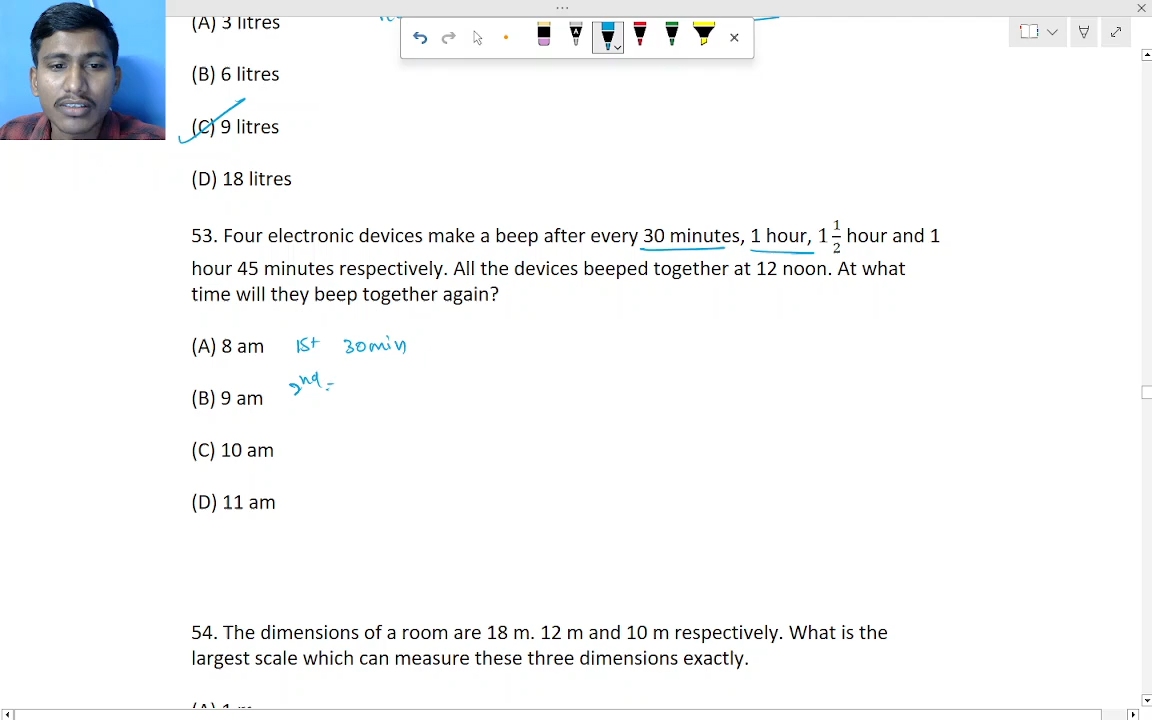 (A) 3 litres
(B) 6 litres
(C) 9 litres
(D) 18 litres
53. Four electronic devices make a beep after every 30 minutes, 1 hour, 1 1/2 hour and 1
hour 45 minutes respectively. All the devices beeped together at 12 noon. At what
time will they beep together again?
(A) 8 am 1st 30min
(B) 9 am 2nd =
(C) 10 am
(D) 11 am
54. The dimensions of a room are 18 m. 12 m and 10 m respectively. What is the
largest scale which can measure these three dimensions exactly.